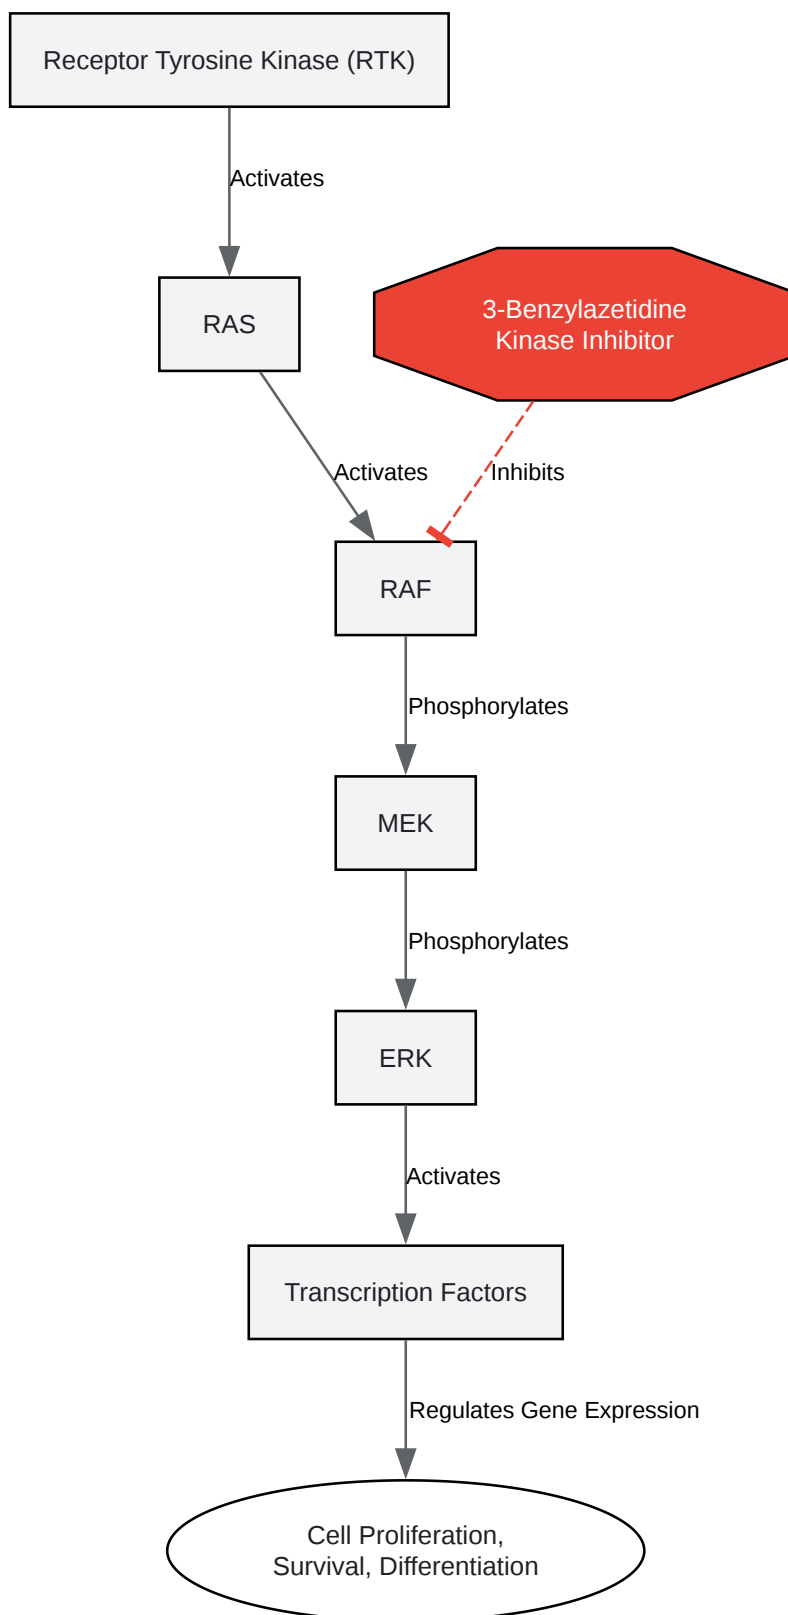 Receptor Tyrosine Kinase (RTK)
Activates
RAS
3-Benzylazetidine
Kinase Inhibitor
Activates
Inhibits
RAF
Phosphorylates
MEK
Phosphorylates
ERK
Activates
Transcription Factors
Regulates Gene Expression
Cell Proliferation,
Survival, Differentiation